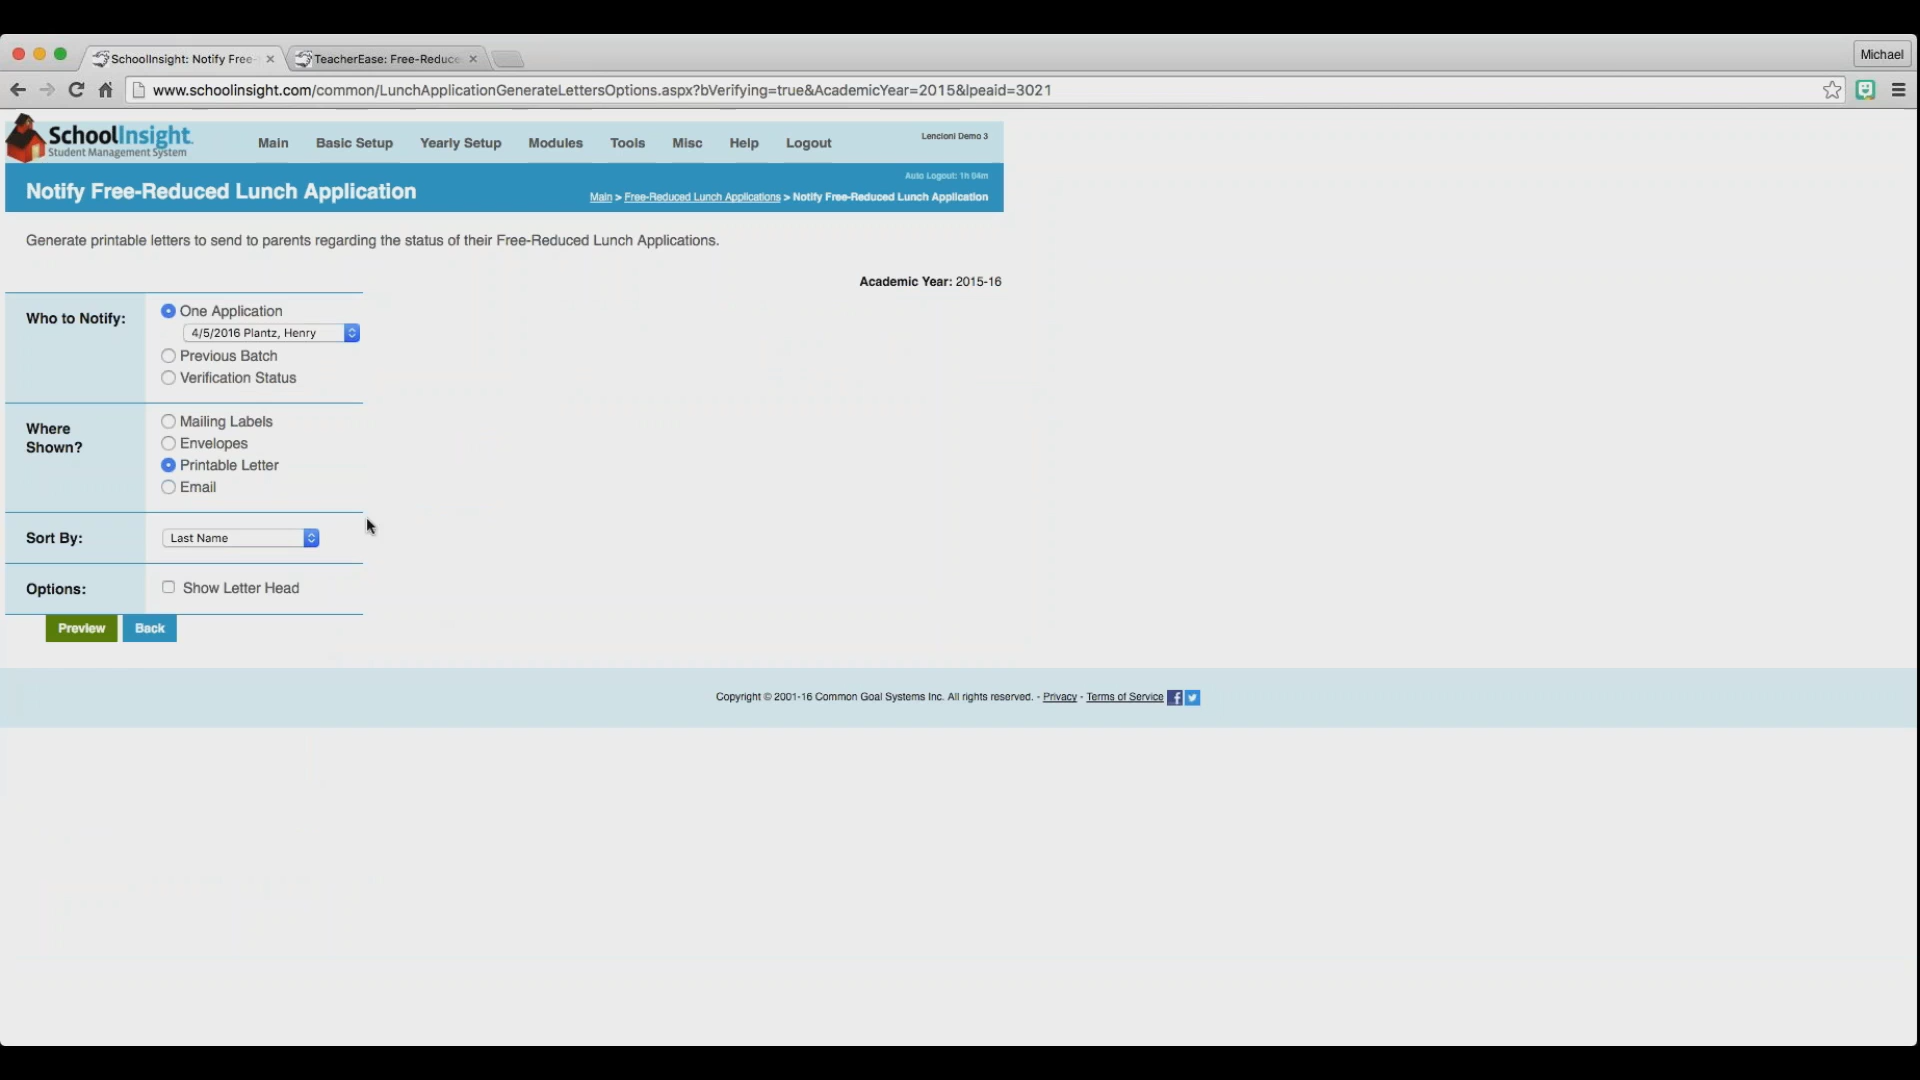 SchoolInsight: Notify Free-
TeacherEase: Free-Reduce
Michael
www.schoolinsight.com/common/LunchApplicationGenerateLettersOptions.aspx?bVerifying=true&AcademicYear=2015&lpeaid=3021
SchoolInsight
Student Management System
Main Basic Setup Yearly Setup Modules Tools Misc Help Logout
Lencioni Demo 3
Auto Logout: 1h 04m
Notify Free-Reduced Lunch Application
Main > Free-Reduced Lunch Applications > Notify Free-Reduced Lunch Application
Generate printable letters to send to parents regarding the status of their Free-Reduced Lunch Applications.
Academic Year: 2015-16
Who to Notify:
One Application
4/5/2016 Plantz, Henry
Previous Batch
Verification Status
Where
Shown?
Mailing Labels
Envelopes
Printable Letter
Email
Sort By:
Last Name
Options:
Show Letter Head
Preview Back
Copyright © 2001-16 Common Goal Systems Inc. All rights reserved. - Privacy - Terms of Service